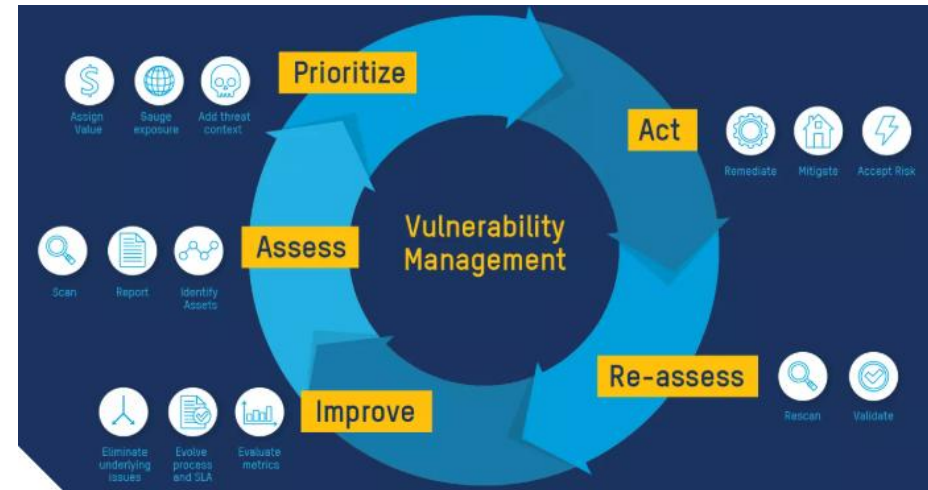 Prioritize
Assign
Value
Gauge
exposure
Add threat
context
Act
Remediate
Mitigate
Accept Risk
Vulnerability
Management
Assess
Scan
Report
Identify
Assets
Re-assess
Rescan
Validate
Improve
Eliminate
underlying
issues
Evolve
process
and SLA
Evaluate
metrics